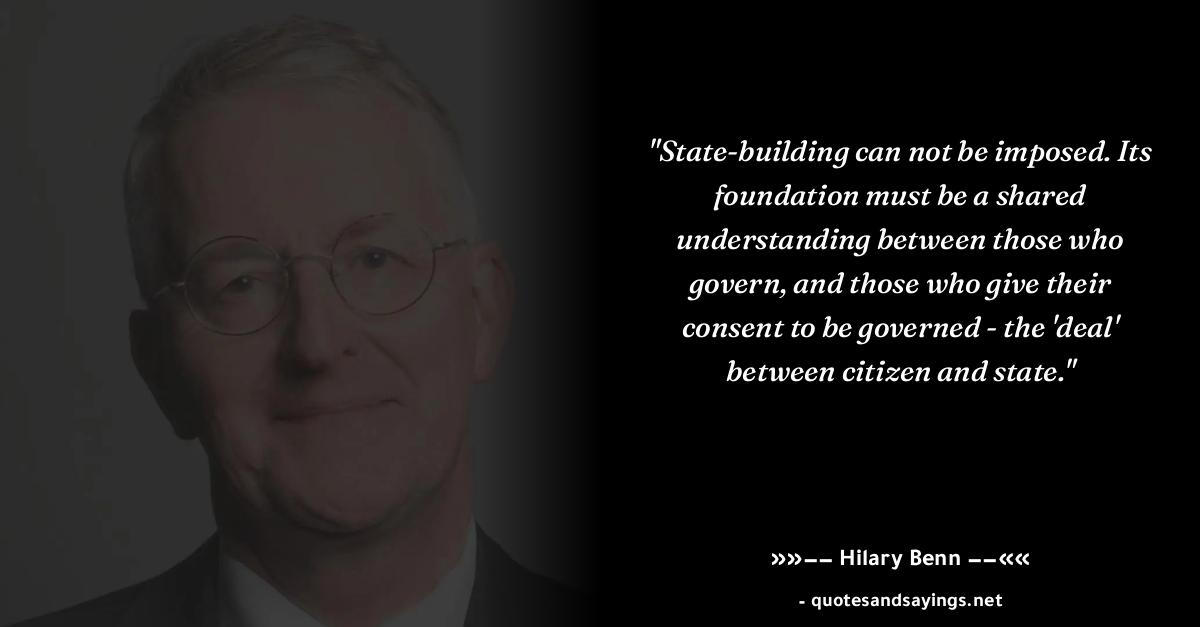 "State-building can not be imposed. Its
foundation must be a shared
understanding between those who
govern, and those who give their
consent to be governed - the 'deal'
between citizen and state."
»»−− Hilary Benn −−««
- quotesandsayings.net